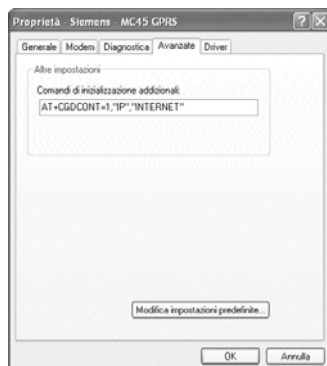 Proprietà - Siemens - MC45 GPRS
Generale Modem Diagnostica Avanzate Driver
Altre impostazioni
Comandi di inizializzazione addizionali:
AT+CGDCONT=1,"IP","INTERNET"
Modifica impostazioni predefinite...
OK Annulla